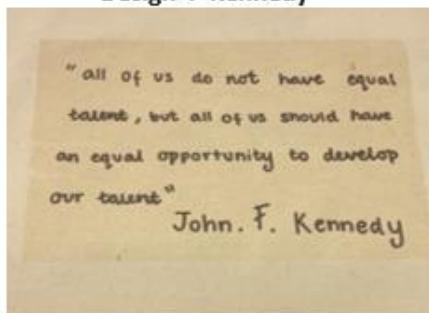 "all of us do not have equal
talent, but all of us should have
an equal opportunity to develop
our talent"
John. F. Kennedy